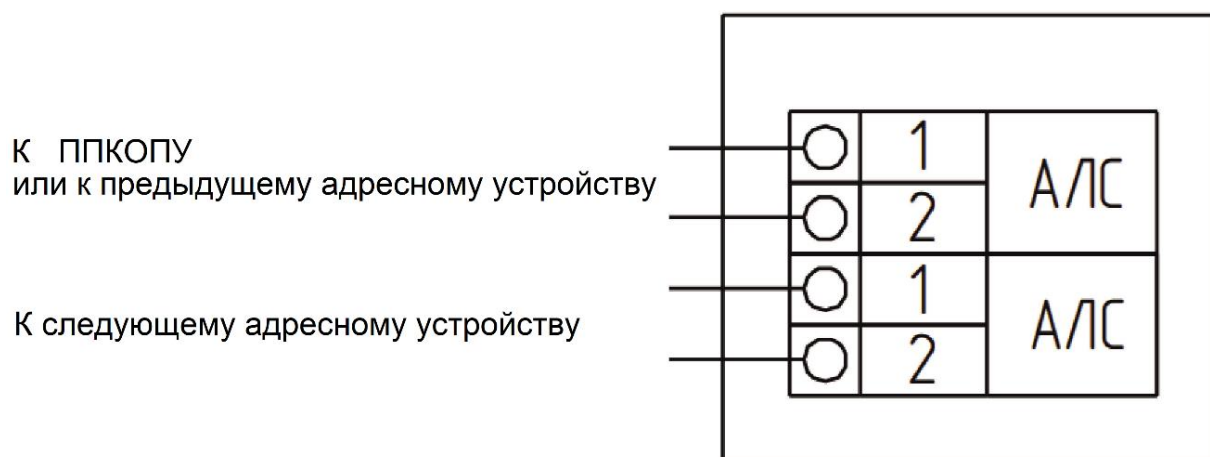 К ППКОПУ
или к предыдущему адресному устройству
К следующему адресному устройству
1
2
АЛС
1
2
АЛС